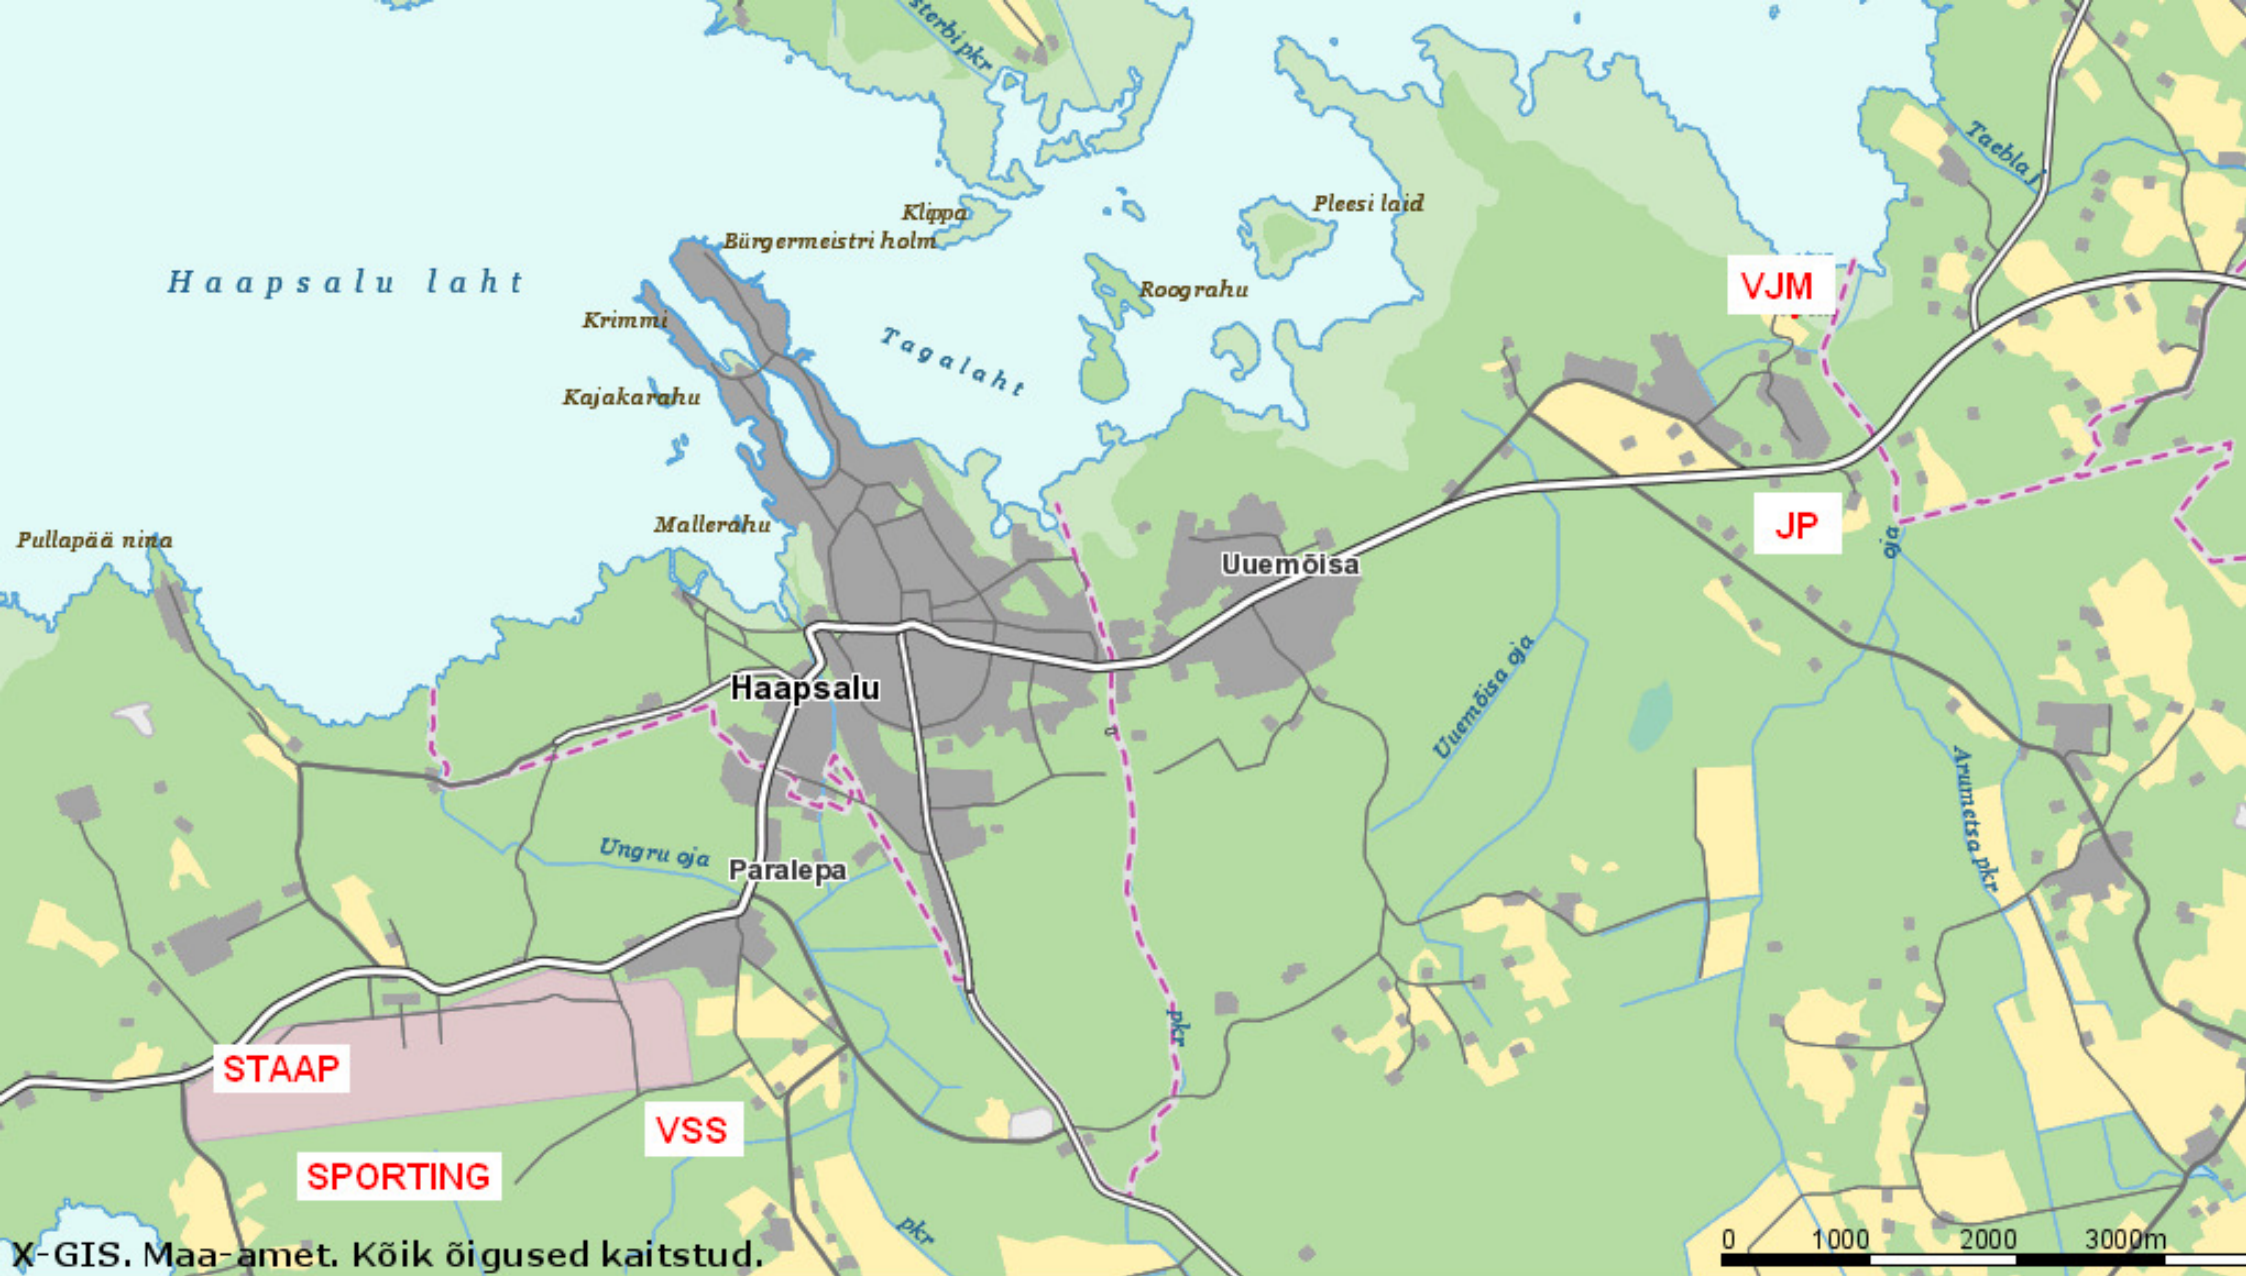 sterbi pkr
Taebla j
Klippa
Pleesi laid
Bürgermeistri holm
Haapsalu laht
VJM
Roograhu
Krimmi
Tagalaht
Kajakarahu
Mallerahu
JP
Pullapää nina
oja
Uuemõisa
Haapsalu
Uuemõisa oja
Arumetsa pkr
Ungru oja
Paralepa
pkr
STAAP
VSS
SPORTING
pkr
0 1000 2000 3000m
X-GIS. Maa-amet. Kõik õigused kaitstud.